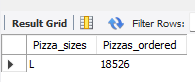 Result Grid Filter Rows:
Pizza_sizes Pizzas_ordered
L 18526